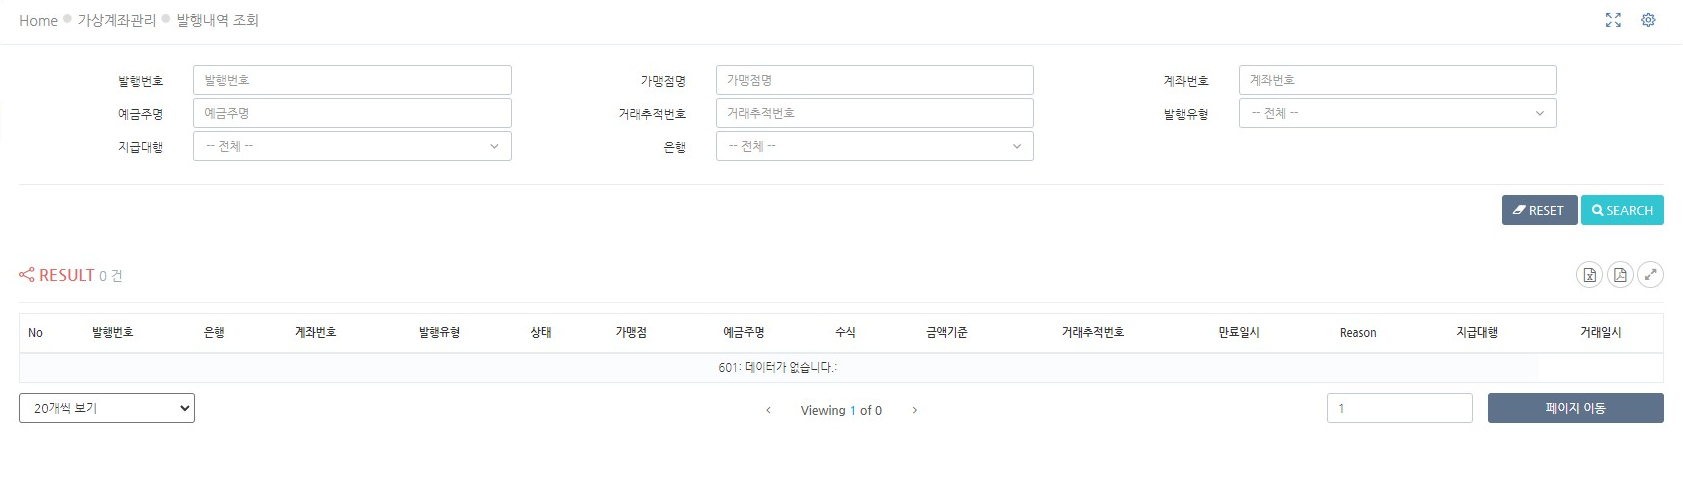 Home 가상계좌관리 발행내역 조회
발행번호 발행번호 가맹점명 가맹점명 계좌번호 계좌번호
예금주명 예금주명 거래추적번호 거래추적번호 발행유형 -- 전체 --
지급대행 -- 전체 -- 은행 -- 전체 --
RESET SEARCH
RESULT 0 건
No 발행번호 은행 계좌번호 발행유형 상태 가맹점 예금주명 수식 금액기준 거래추적번호 만료일시 Reason 지급대행 거래일시
601: 데이터가 없습니다.:
20개씩 보기 Viewing 1 of 0 1 페이지 이동